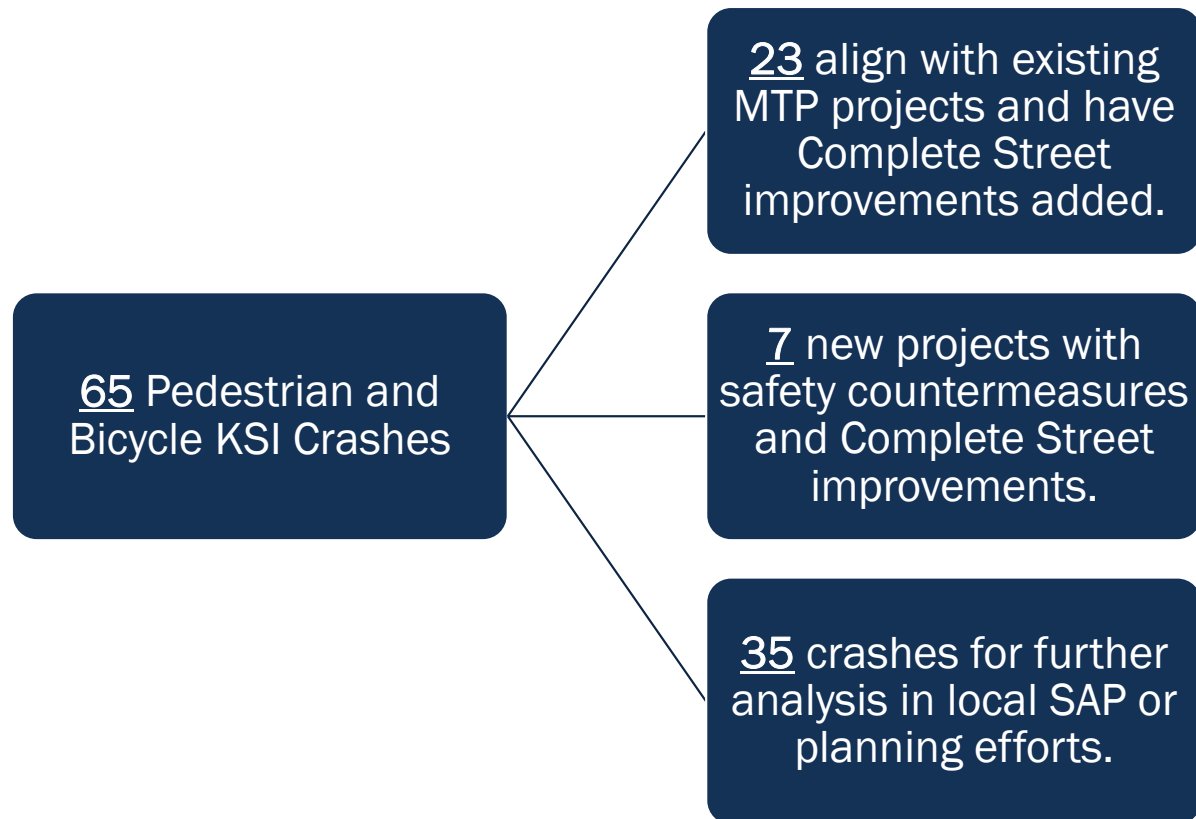 23 align with existing
MTP projects and have
Complete Street
improvements added.
65 Pedestrian and
Bicycle KSI Crashes
7 new projects with
safety countermeasures
and Complete Street
improvements.
35 crashes for further
analysis in local SAP or
planning efforts.